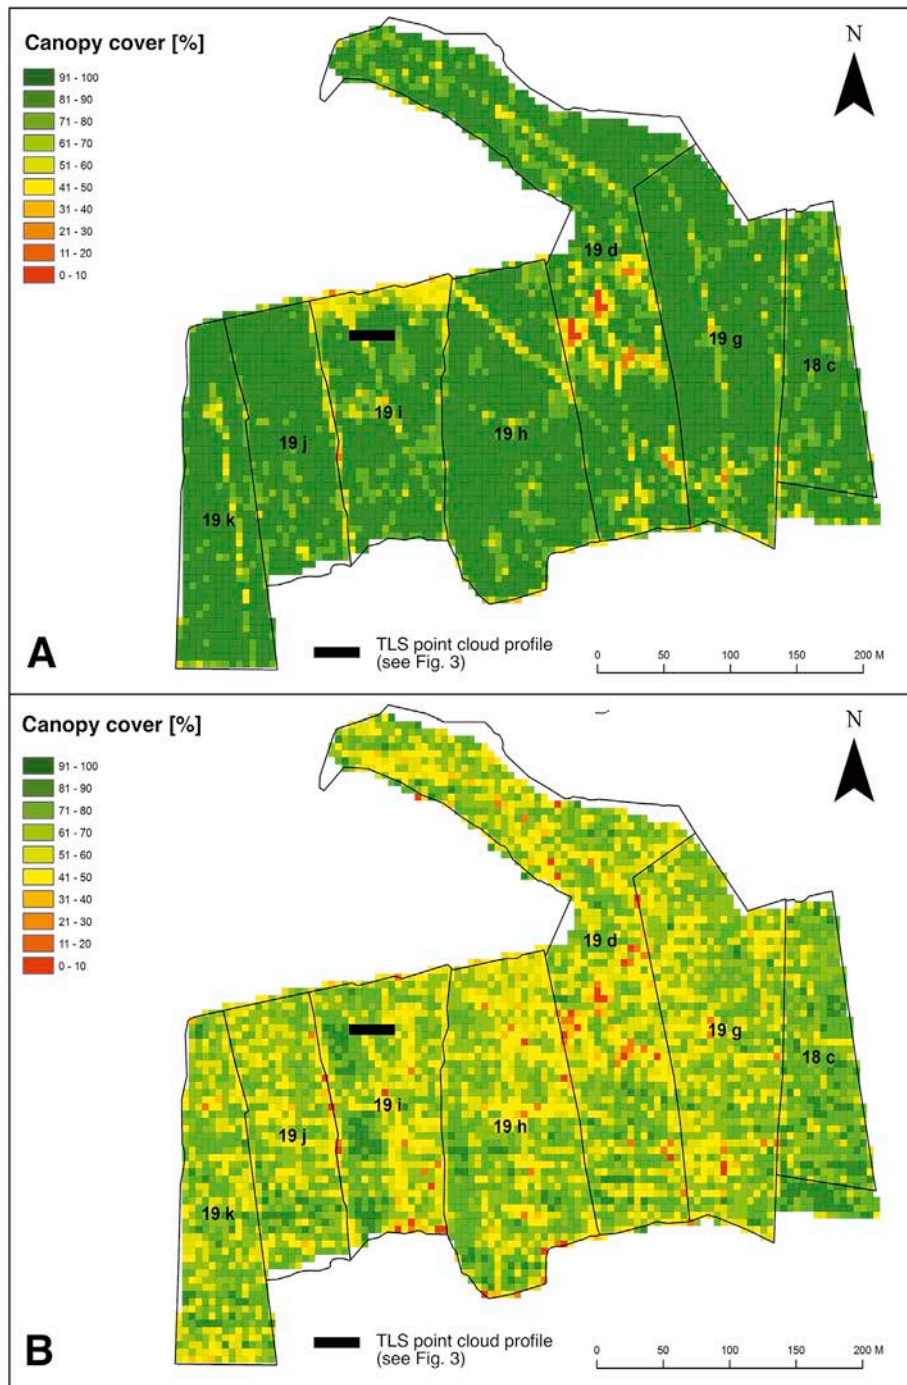 Canopy cover [%]
91 - 100
81 - 90
71 - 80
61 - 70
51 - 60
41 - 50
31 - 40
21 - 30
11 - 20
0 - 10
N
19 d
19 g
18 c
19 i
19 h
19 j
19 k
A
TLS point cloud profile
(see Fig. 3)
0 50 100 150 200 M
Canopy cover [%]
91 - 100
81 - 90
71 - 80
61 - 70
51 - 60
41 - 50
31 - 40
21 - 30
11 - 20
0 - 10
N
19 d
19 g
18 c
19 i
19 h
19 j
19 k
B
TLS point cloud profile
(see Fig. 3)
0 50 100 150 200 M